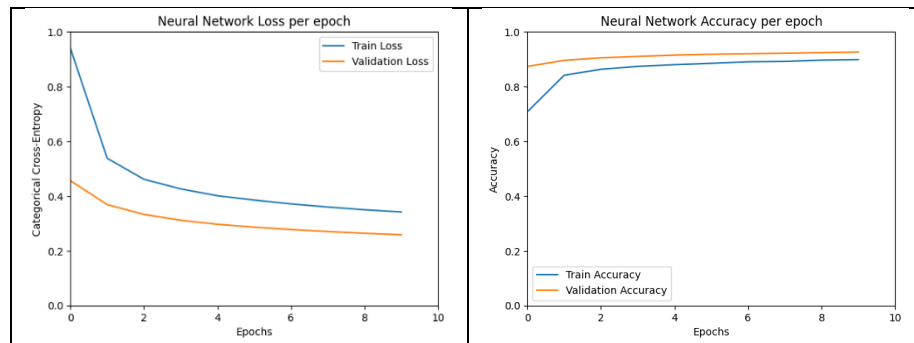 Neural Network Loss per epoch
1.0
0.8
0.6
0.4
0.2
0.0
Categorical Cross-Entropy
Train Loss
Validation Loss
0 2 4 6 8 10
Epochs
Neural Network Accuracy per epoch
1.0
0.8
0.6
0.4
0.2
0.0
Accuracy
Train Accuracy
Validation Accuracy
0 2 4 6 8 10
Epochs